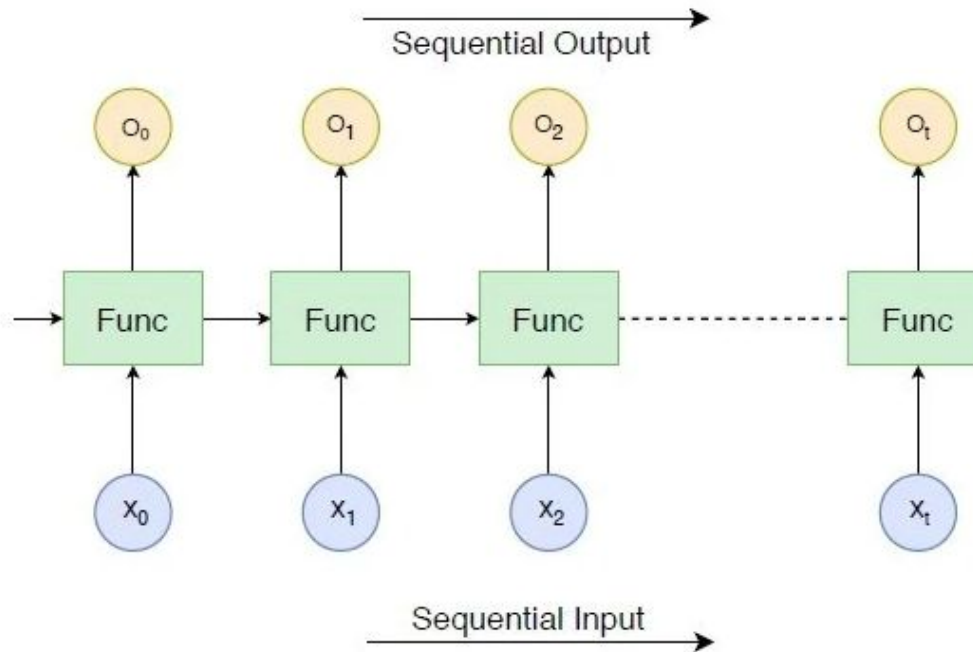 Sequential Output
O₀ O₁ O₂ Oₜ
Func Func Func Func
X₀ X₁ X₂ Xₜ
Sequential Input